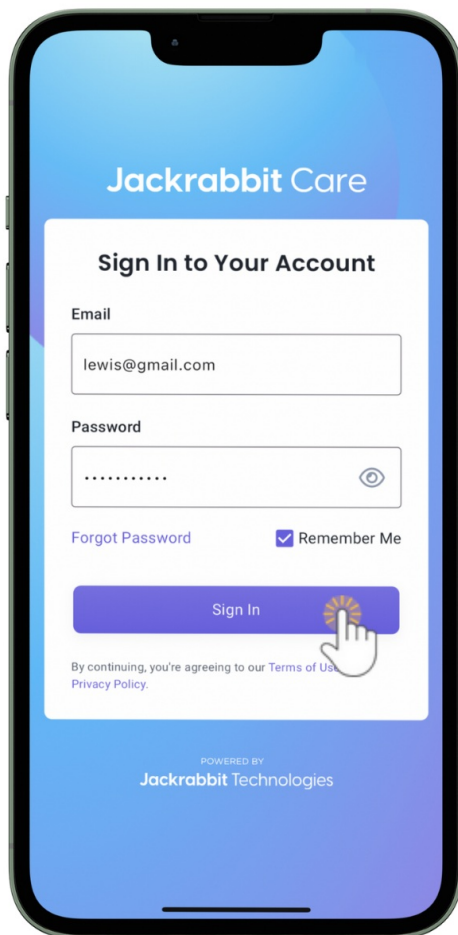 Jackrabbit Care
Sign In to Your Account
Email
lewis@gmail.com
Password
...........
Forgot Password
Remember Me
Sign In
By continuing, you're agreeing to our Terms of
Privacy Policy.
POWERED BY
Jackrabbit Technologies